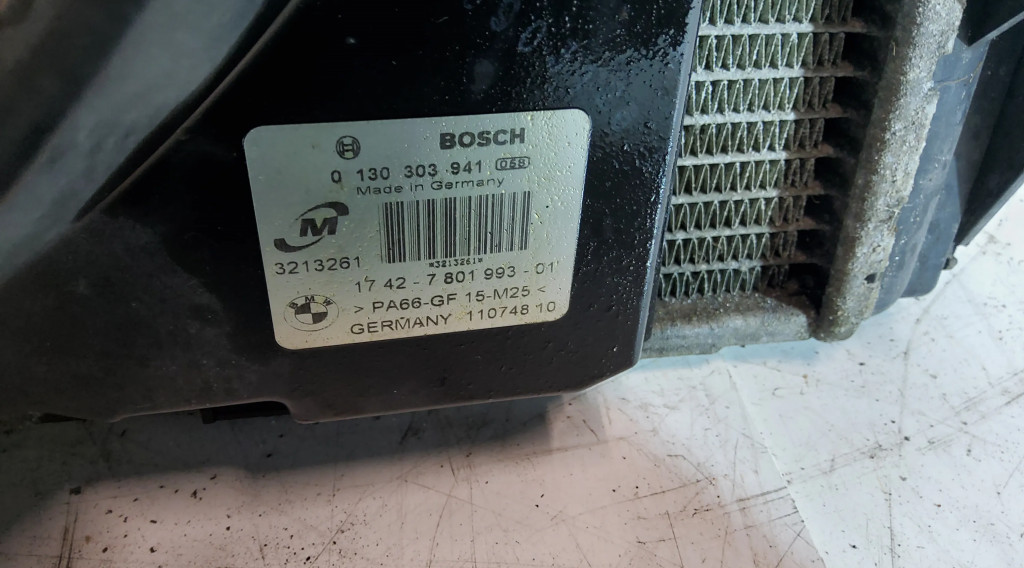 BOSCH
0 130 303 941 058
Made in Germany
M
3213261
*3213261*
17 42 - 7 801 993 - 01
BMW
> PA66-GF 15-M25 <
GERMANY 110748 10